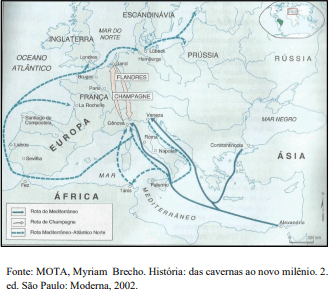 ESCANDINÁVIA
MAR DO
NORTE
INGLATERRA
PRÚSSIA
RÚSSIA
OCEANO
ATLÂNTICO
Londres
Lübeck
Hamburgo
Gand
Bruges
FLANDRES
Paris
FRANÇA
CHAMPAGNE
La Rochelle
EUROPA
Santiago de
Compostela
Veneza
Gênova
MAR NEGRO
Roma
Nápoles
Constantinopla
Lisboa
Sevilha
ÁSIA
Fez
MAR
Túnis
Palermo
ÁFRICA
MEDITERRÂNEO
Alexandria
Rota do Mediterrâneo
Rota de Champagne
Rota Mediterrâneo-Atlântico Norte
Fonte: MOTA, Myriam Brecho. História: das cavernas ao novo milênio. 2.
ed. São Paulo: Moderna, 2002.